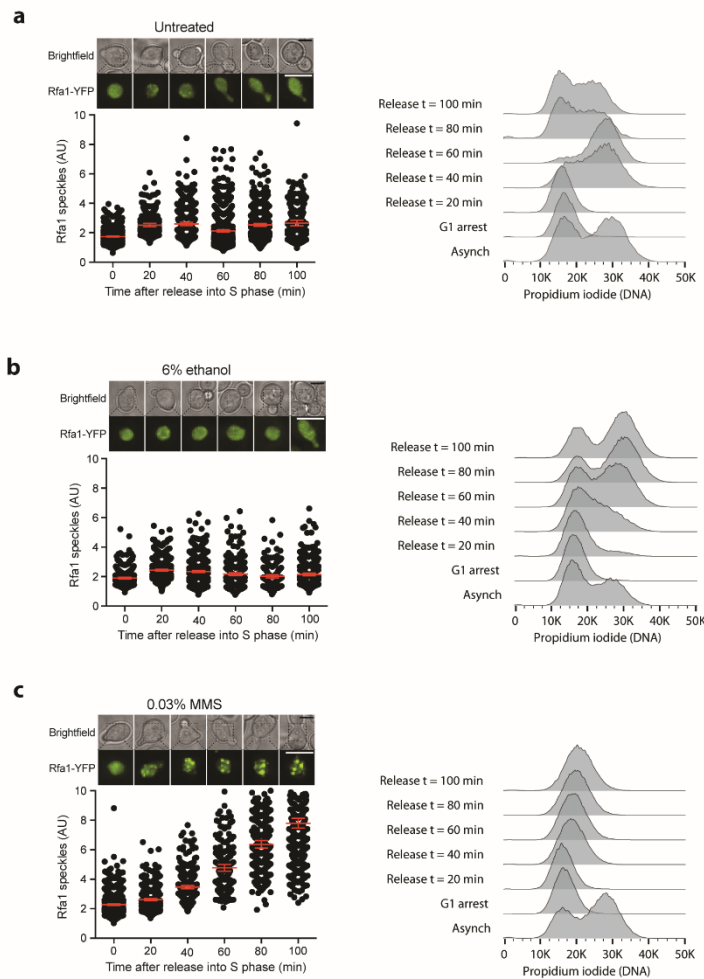 a
Untreated
Brightfield
Rfa1-YFP
10
8
6
4
2
0
Rfa1 speckles (AU)
0 20 40 60 80 100
Time after release into S phase (min)
Release t = 100 min
Release t = 80 min
Release t = 60 min
Release t = 40 min
Release t = 20 min
G1 arrest
Asynch
0 10K 20K 30K 40K 50K
Propidium iodide (DNA)
b
6% ethanol
Brightfield
Rfa1-YFP
10
8
6
4
2
0
Rfa1 speckles (AU)
0 20 40 60 80 100
Time after release into S phase (min)
Release t = 100 min
Release t = 80 min
Release t = 60 min
Release t = 40 min
Release t = 20 min
G1 arrest
Asynch
0 10K 20K 30K 40K 50K
Propidium iodide (DNA)
c
0.03% MMS
Brightfield
Rfa1-YFP
10
8
6
4
2
0
Rfa1 speckles (AU)
0 20 40 60 80 100
Time after release into S phase (min)
Release t = 100 min
Release t = 80 min
Release t = 60 min
Release t = 40 min
Release t = 20 min
G1 arrest
Asynch
0 10K 20K 30K 40K 50K
Propidium iodide (DNA)